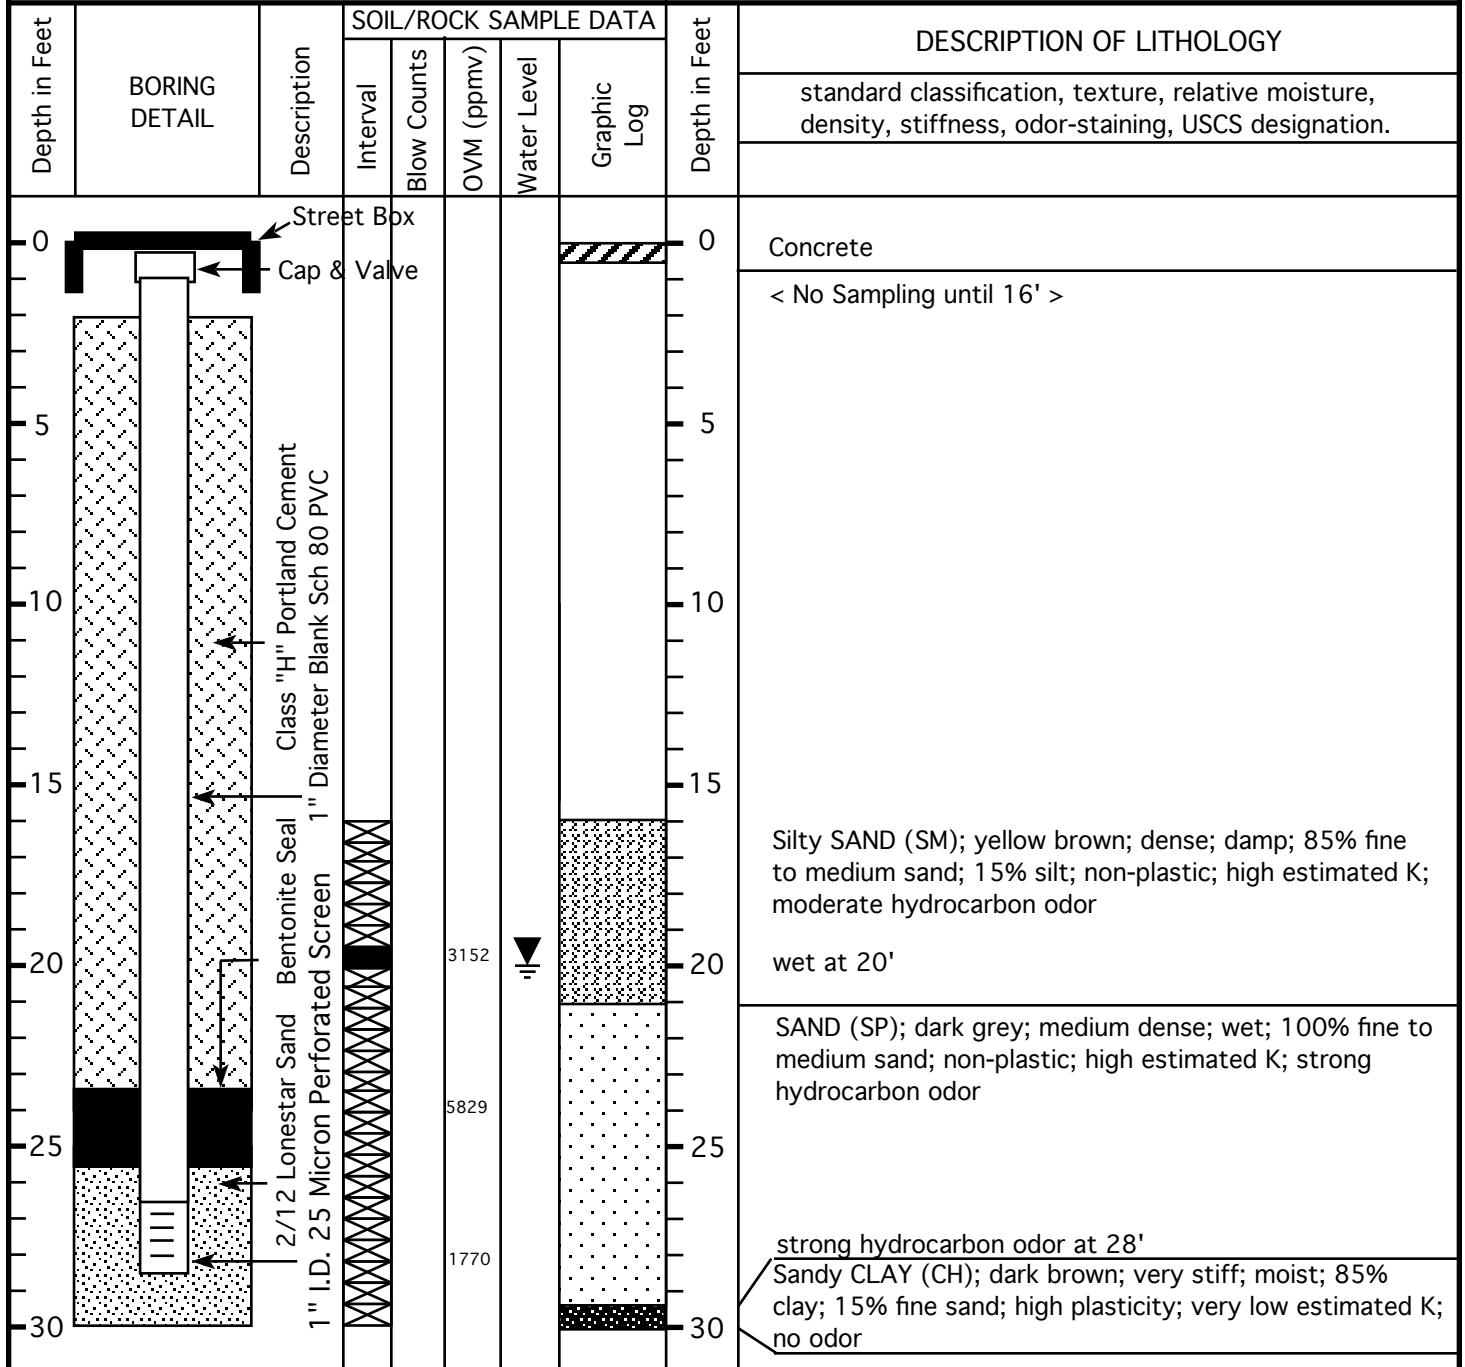 SOIL/ROCK SAMPLE DATA
Depth in Feet
BORING
DETAIL
Description
Interval
Blow Counts
OVM (ppmv)
Water Level
Graphic
Log
Depth in Feet
DESCRIPTION OF LITHOLOGY
standard classification, texture, relative moisture,
density, stiffness, odor-staining, USCS designation.
Street Box
Cap & Valve
0
5
10
15
20
25
30
Class "H" Portland Cement
1" Diameter Blank Sch 80 PVC
Bentonite Seal
2/12 Lonestar Sand
1" I.D. 25 Micron Perforated Screen
3152
5829
1770
0
5
10
15
20
25
30
Concrete
< No Sampling until 16' >
Silty SAND (SM); yellow brown; dense; damp; 85% fine
to medium sand; 15% silt; non-plastic; high estimated K;
moderate hydrocarbon odor
wet at 20'
SAND (SP); dark grey; medium dense; wet; 100% fine to
medium sand; non-plastic; high estimated K; strong
hydrocarbon odor
strong hydrocarbon odor at 28'
Sandy CLAY (CH); dark brown; very stiff; moist; 85%
clay; 15% fine sand; high plasticity; very low estimated K;
no odor